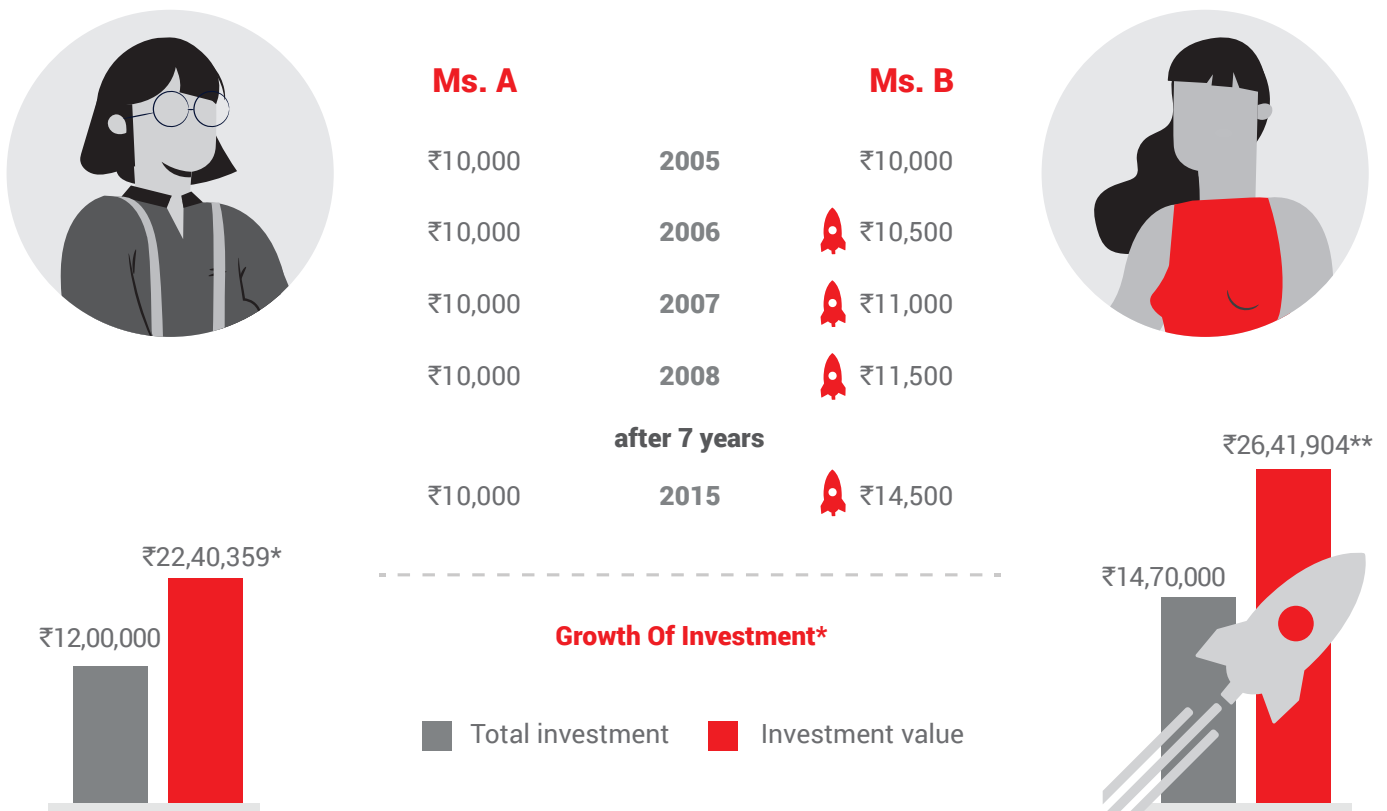 Ms. A Ms. B
₹10,000 2005 ₹10,000
₹10,000 2006 ₹10,500
₹10,000 2007 ₹11,000
₹10,000 2008 ₹11,500
after 7 years
₹10,000 2015 ₹14,500
₹22,40,359*
₹12,00,000
₹26,41,904**
₹14,70,000
Growth Of Investment*
Total investment Investment value